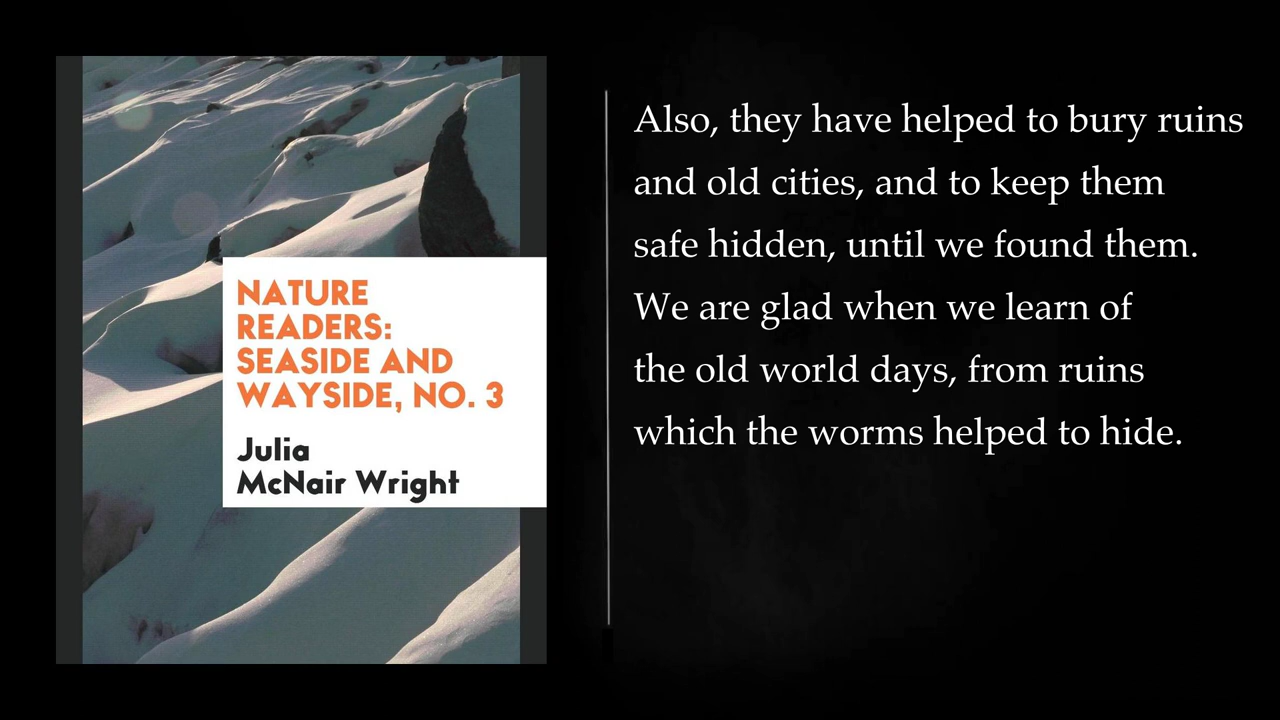 NATURE
READERS:
SEASIDE AND
WAYSIDE, NO. 3
Julia
McNair Wright
Also, they have helped to bury ruins
and old cities, and to keep them
safe hidden, until we found them.
We are glad when we learn of
the old world days, from ruins
which the worms helped to hide.